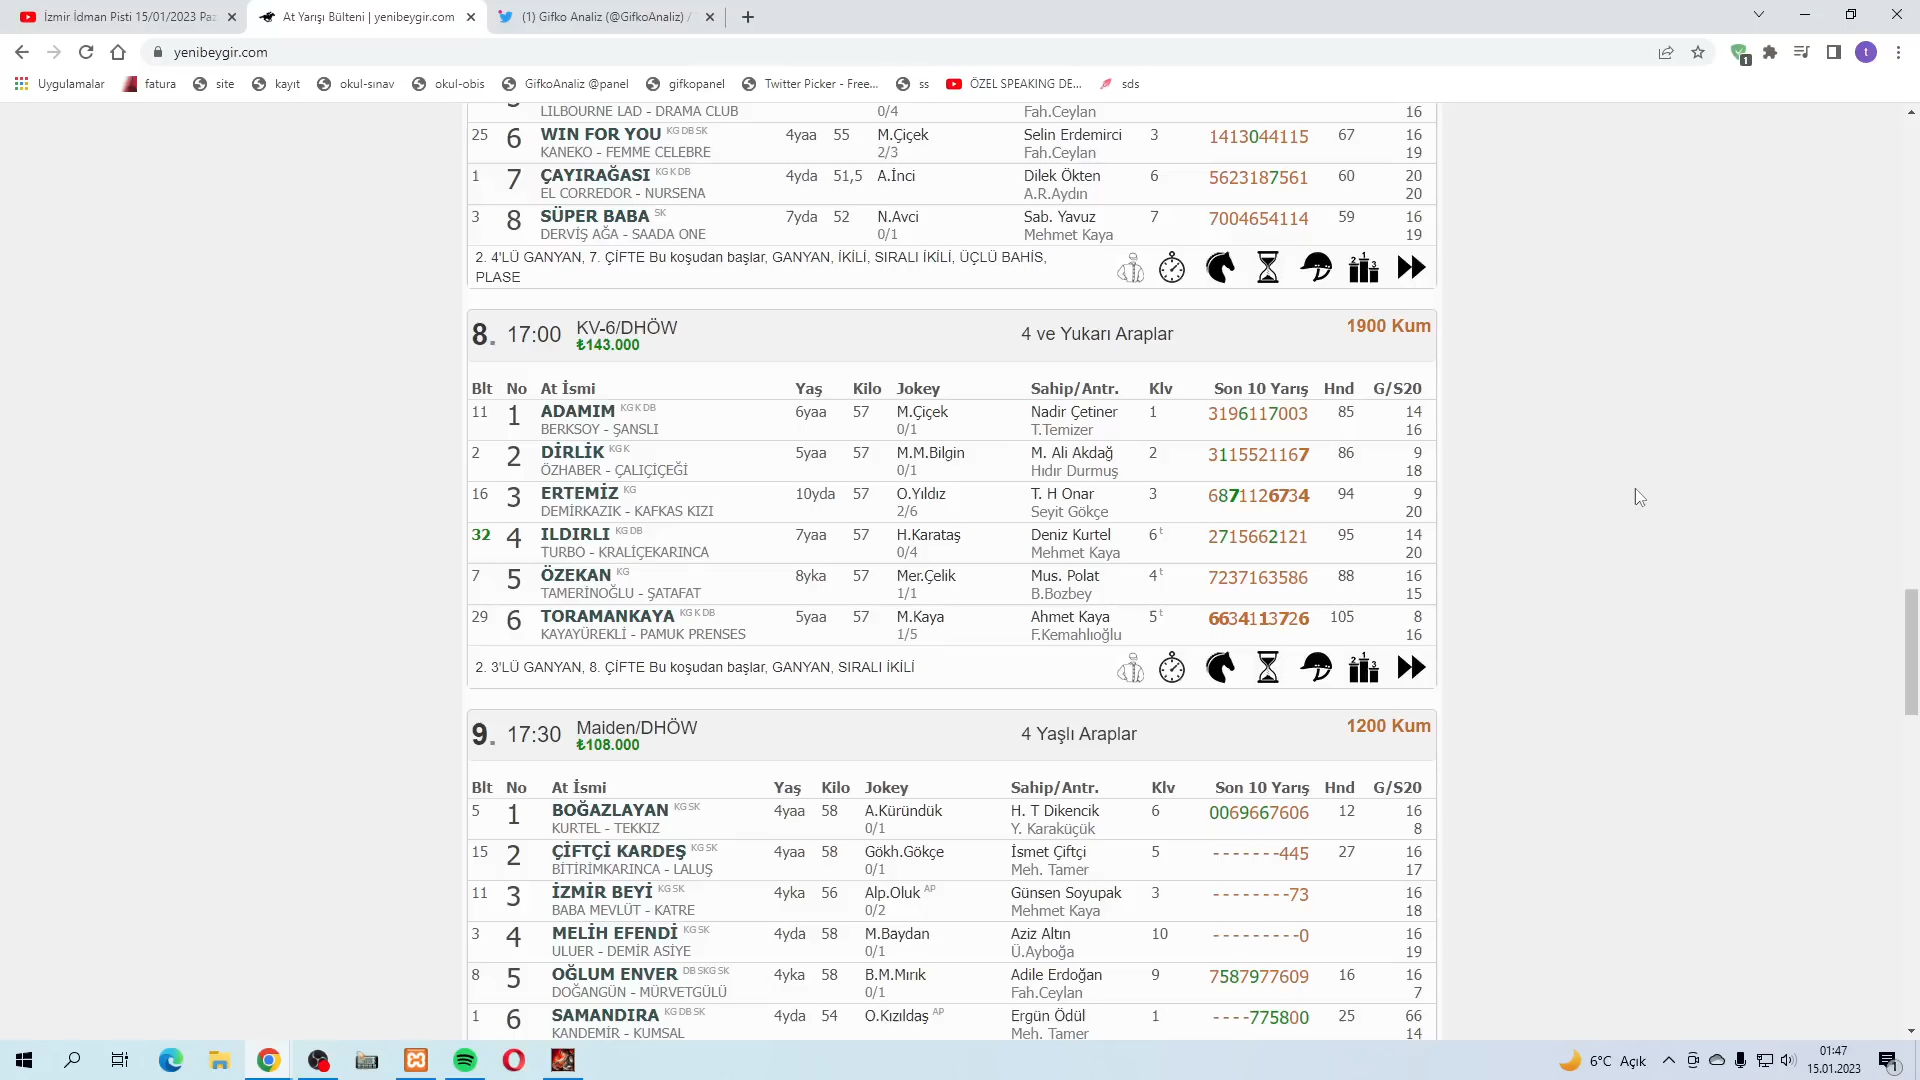 İzmir İdman Pisti 15/01/2023 Paz
At Yarışı Bülteni | yenibeygir.com
(1) Gifko Analiz (@GifkoAnaliz) /
yenibeygir.com
1
t
Uygulamalar fatura site kayıt okul-sınav okul-obis GifkoAnaliz @panel gifkopanel Twitter Picker - Free... ss ÖZEL SPEAKING DE... sds
LILBOURNE LAD - DRAMA CLUB 0/4 Fah.Ceylan 16
25 6 WIN FOR YOU KG DB SK 4yaa 55 M.Çiçek Selin Erdemirci 3 1413044115 67 16
KANEKO - FEMME CELEBRE 2/3 Fah.Ceylan 19
1 7 ÇAYIRAĞASI KG K DB 4yda 51,5 A.İnci Dilek Ökten 6 5623187561 60 20
EL CORREDOR - NURSENA A.R.Aydın 20
3 8 SÜPER BABA SK 7yda 52 N.Avci Sab. Yavuz 7 7004654114 59 16
DERVİŞ AĞA - SAADA ONE 0/1 Mehmet Kaya 19
2. 4'LÜ GANYAN, 7. ÇİFTE Bu koşudan başlar, GANYAN, İKİLİ, SIRALI İKİLİ, ÜÇLÜ BAHİS,
PLASE
8. 17:00 KV-6/DHÖW 4 ve Yukarı Araplar 1900 Kum
₺143.000
Blt No At İsmi Yaş Kilo Jokey Sahip/Antr. Klv Son 10 Yarış Hnd G/S20
11 1 ADAMIM KG K DB 6yaa 57 M.Çiçek Nadir Çetiner 1 3196117003 85 14
BERKSOY - ŞANSLI 0/1 T.Temizer 16
2 2 DİRLİK KG K 5yaa 57 M.M.Bilgin M. Ali Akdağ 2 3115521167 86 9
ÖZHABER - ÇALIÇİÇEĞİ 0/1 Hıdır Durmuş 18
16 3 ERTEMİZ KG 10yda 57 O.Yıldız T. H Onar 3 6871126734 94 9
DEMİRKAZIK - KAFKAS KIZI 2/6 Seyit Gökçe 20
32 4 ILDIRLI KG DB 7yaa 57 H.Karataş Deniz Kurtel 6 t 2715662121 95 14
TURBO - KRALİÇEKARINCA 0/4 Mehmet Kaya 20
7 5 ÖZEKAN KG 8yka 57 Mer.Çelik Mus. Polat 4 t 7237163586 88 16
TAMERİNOĞLU - ŞATAFAT 1/1 B.Bozbey 15
29 6 TORAMANKAYA KG K DB 5yaa 57 M.Kaya Ahmet Kaya 5 t 6634113726 105 8
KAYAYÜREKLİ - PAMUK PRENSES 1/5 F.Kemahlıoğlu 16
2. 3'LÜ GANYAN, 8. ÇİFTE Bu koşudan başlar, GANYAN, SIRALI İKİLİ
9. 17:30 Maiden/DHÖW 4 Yaşlı Araplar 1200 Kum
₺108.000
Blt No At İsmi Yaş Kilo Jokey Sahip/Antr. Klv Son 10 Yarış Hnd G/S20
5 1 BOĞAZLAYAN KG SK 4yaa 58 A.Küründük H. T Dikencik 6 0069667606 12 16
KURTEL - TEKKIZ 0/1 Y. Karaküçük 8
15 2 ÇİFTÇİ KARDEŞ KG SK 4yaa 58 Gökh.Gökçe İsmet Çiftçi 5 -------445 27 16
BİTİRİMKARINCA - LALUŞ 0/1 Meh. Tamer 17
11 3 İZMİR BEYİ KG SK 4yka 56 Alp.Oluk AP Günsen Soyupak 3 --------73 16
BABA MEVLÜT - KATRE 0/2 Mehmet Kaya 18
3 4 MELİH EFENDİ KG SK 4yda 58 M.Baydan Aziz Altın 10 ---------0 16
ULUER - DEMİR ASİYE 0/1 Ü.Ayboğa 19
8 5 OĞLUM ENVER DB SKG SK 4yka 58 B.M.Mırık Adile Erdoğan 9 7587977609 16 16
DOĞANGÜN - MÜRVETGÜLÜ 0/1 Fah.Ceylan 7
1 6 SAMANDIRA KG DB SK 4yda 54 O.Kızıldaş AP Ergün Ödül 1 ----775800 25 66
KANDEMİR - KUMSAL Meh. Tamer 14
6°C Açık
01:47
15.01.2023
1